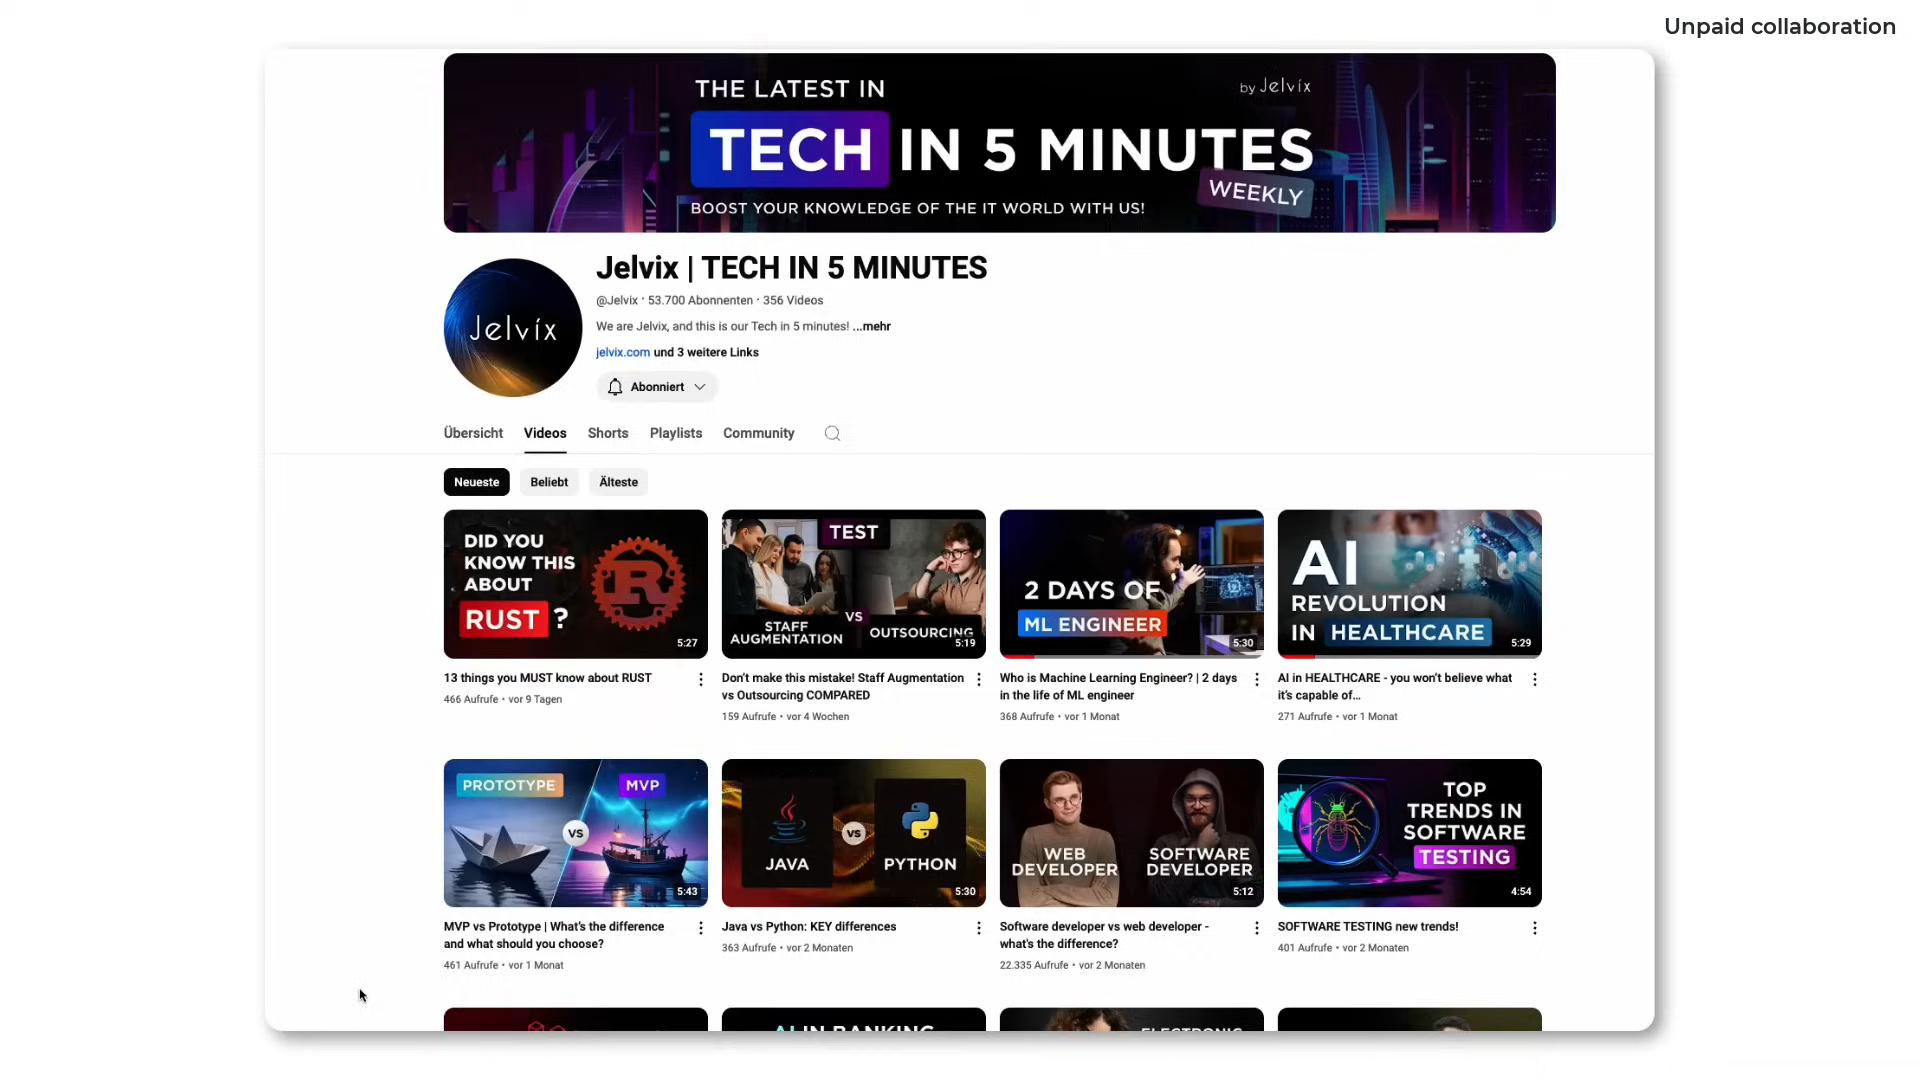 Unpaid collaboration
THE LATEST IN
by Jelvix
TECH IN 5 MINUTES
WEEKLY
BOOST YOUR KNOWLEDGE OF THE IT WORLD WITH US!
Jelvix
Jelvix | TECH IN 5 MINUTES
@Jelvix · 53.700 Abonnenten · 356 Videos
We are Jelvix, and this is our Tech in 5 minutes! ...mehr
jelvix.com und 3 weitere Links
Abonniert
Übersicht Videos Shorts Playlists Community
Neueste Beliebt Älteste
DID YOU
KNOW THIS
ABOUT
RUST ?
R
5:27
13 things you MUST know about RUST
466 Aufrufe • vor 9 Tagen
TEST
VS
STAFF
AUGMENTATION
OUTSOURCING
5:19
Don't make this mistake! Staff Augmentation
vs Outsourcing COMPARED
159 Aufrufe • vor 4 Wochen
2 DAYS OF
ML ENGINEER
5:30
Who is Machine Learning Engineer? | 2 days
in the life of ML engineer
368 Aufrufe • vor 1 Monat
AI
REVOLUTION
IN HEALTHCARE
5:29
AI in HEALTHCARE - you won't believe what
it's capable of...
271 Aufrufe • vor 1 Monat
PROTOTYPE
MVP
VS
5:43
MVP vs Prototype | What's the difference
and what should you choose?
461 Aufrufe • vor 1 Monat
JAVA
VS
PYTHON
5:30
Java vs Python: KEY differences
363 Aufrufe • vor 2 Monaten
WEB
DEVELOPER
SOFTWARE
DEVELOPER
5:12
Software developer vs web developer -
what's the difference?
22.335 Aufrufe • vor 2 Monaten
TOP
TRENDS IN
SOFTWARE
TESTING
4:54
SOFTWARE TESTING new trends!
401 Aufrufe • vor 2 Monaten
AI IN BANKING
ELECTRONIC